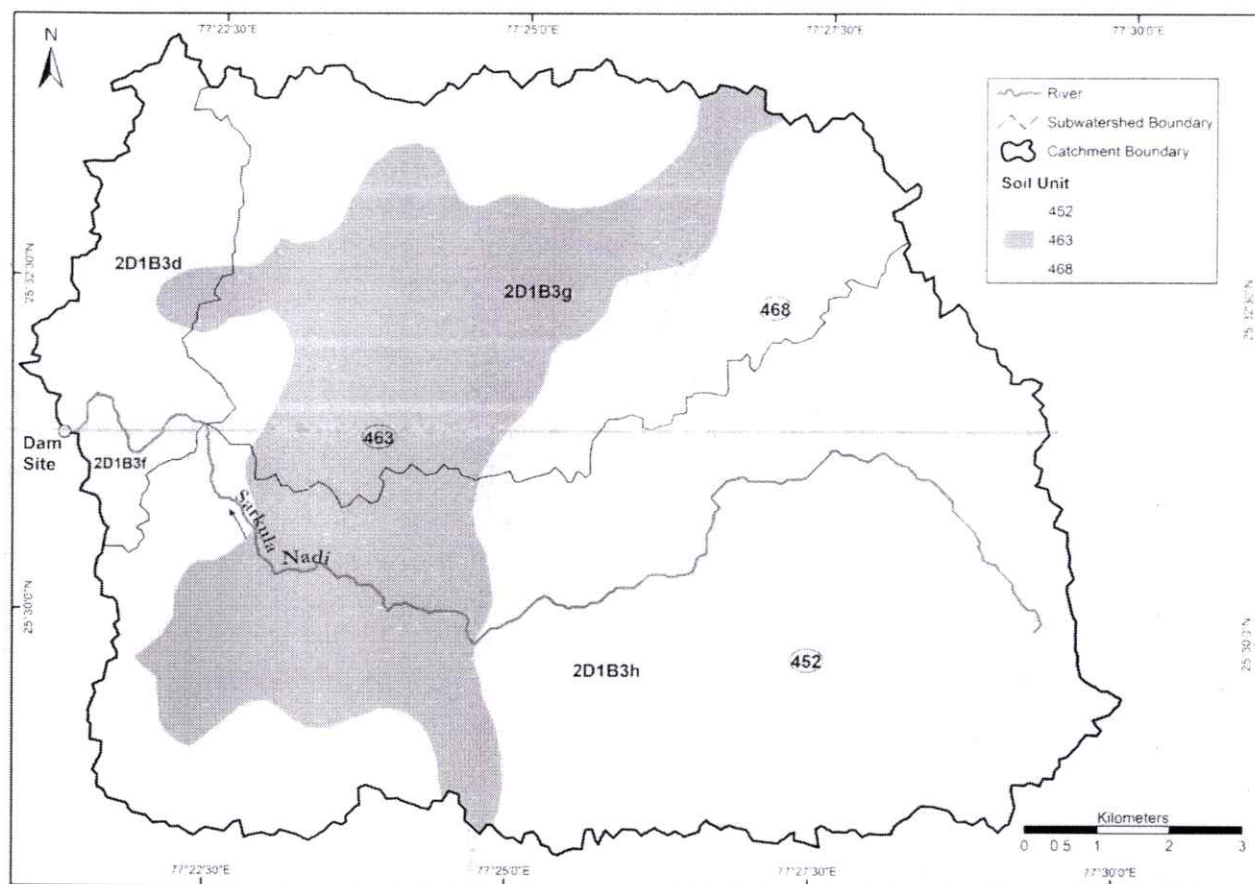 77°22'30"E 77°25'0"E 77°27'30"E 77°30'0"E
N
River
Subwatershed Boundary
Catchment Boundary
Soil Unit
452
463
468
25°32'30"N
25°32'30"N
2D1B3d
2D1B3g
468
463
Dam
Site
2D1B3f
Sarkula
Nadi
25°30'0"N
25°30'0"N
2D1B3h
452
Kilometers
0 0.5 1 2 3
77°22'30"E 77°25'0"E 77°27'30"E 77°30'0"E